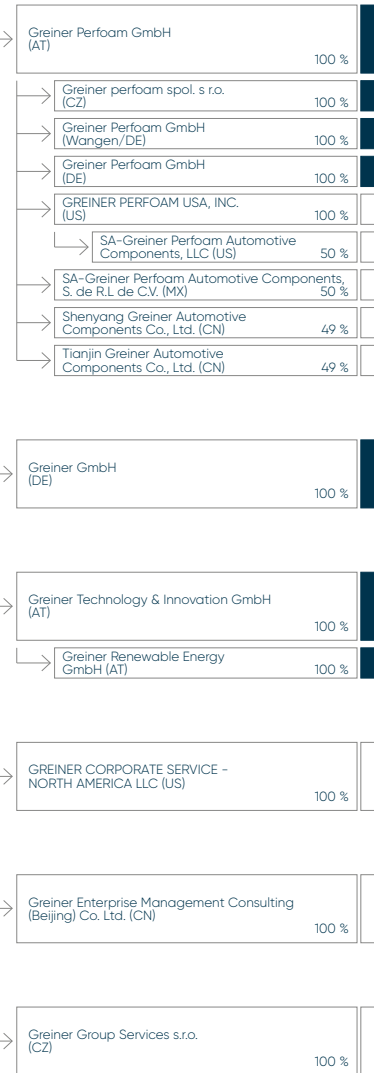 Greiner Perfoam GmbH
(AT)
100 %
Greiner perfoam spol. s r.o.
(CZ) 100 %
Greiner Perfoam GmbH
(Wangen/DE) 100 %
Greiner Perfoam GmbH
(DE) 100 %
GREINER PERFOAM USA, INC.
(US) 100 %
SA-Greiner Perfoam Automotive
Components, LLC (US) 50 %
SA-Greiner Perfoam Automotive Components,
S. de R.L de C.V. (MX) 50 %
Shenyang Greiner Automotive
Components Co., Ltd. (CN) 49 %
Tianjin Greiner Automotive
Components Co., Ltd. (CN) 49 %
Greiner GmbH
(DE)
100 %
Greiner Technology & Innovation GmbH
(AT)
100 %
Greiner Renewable Energy
GmbH (AT) 100 %
GREINER CORPORATE SERVICE -
NORTH AMERICA LLC (US)
100 %
Greiner Enterprise Management Consulting
(Beijing) Co. Ltd. (CN)
100 %
Greiner Group Services s.r.o.
(CZ)
100 %